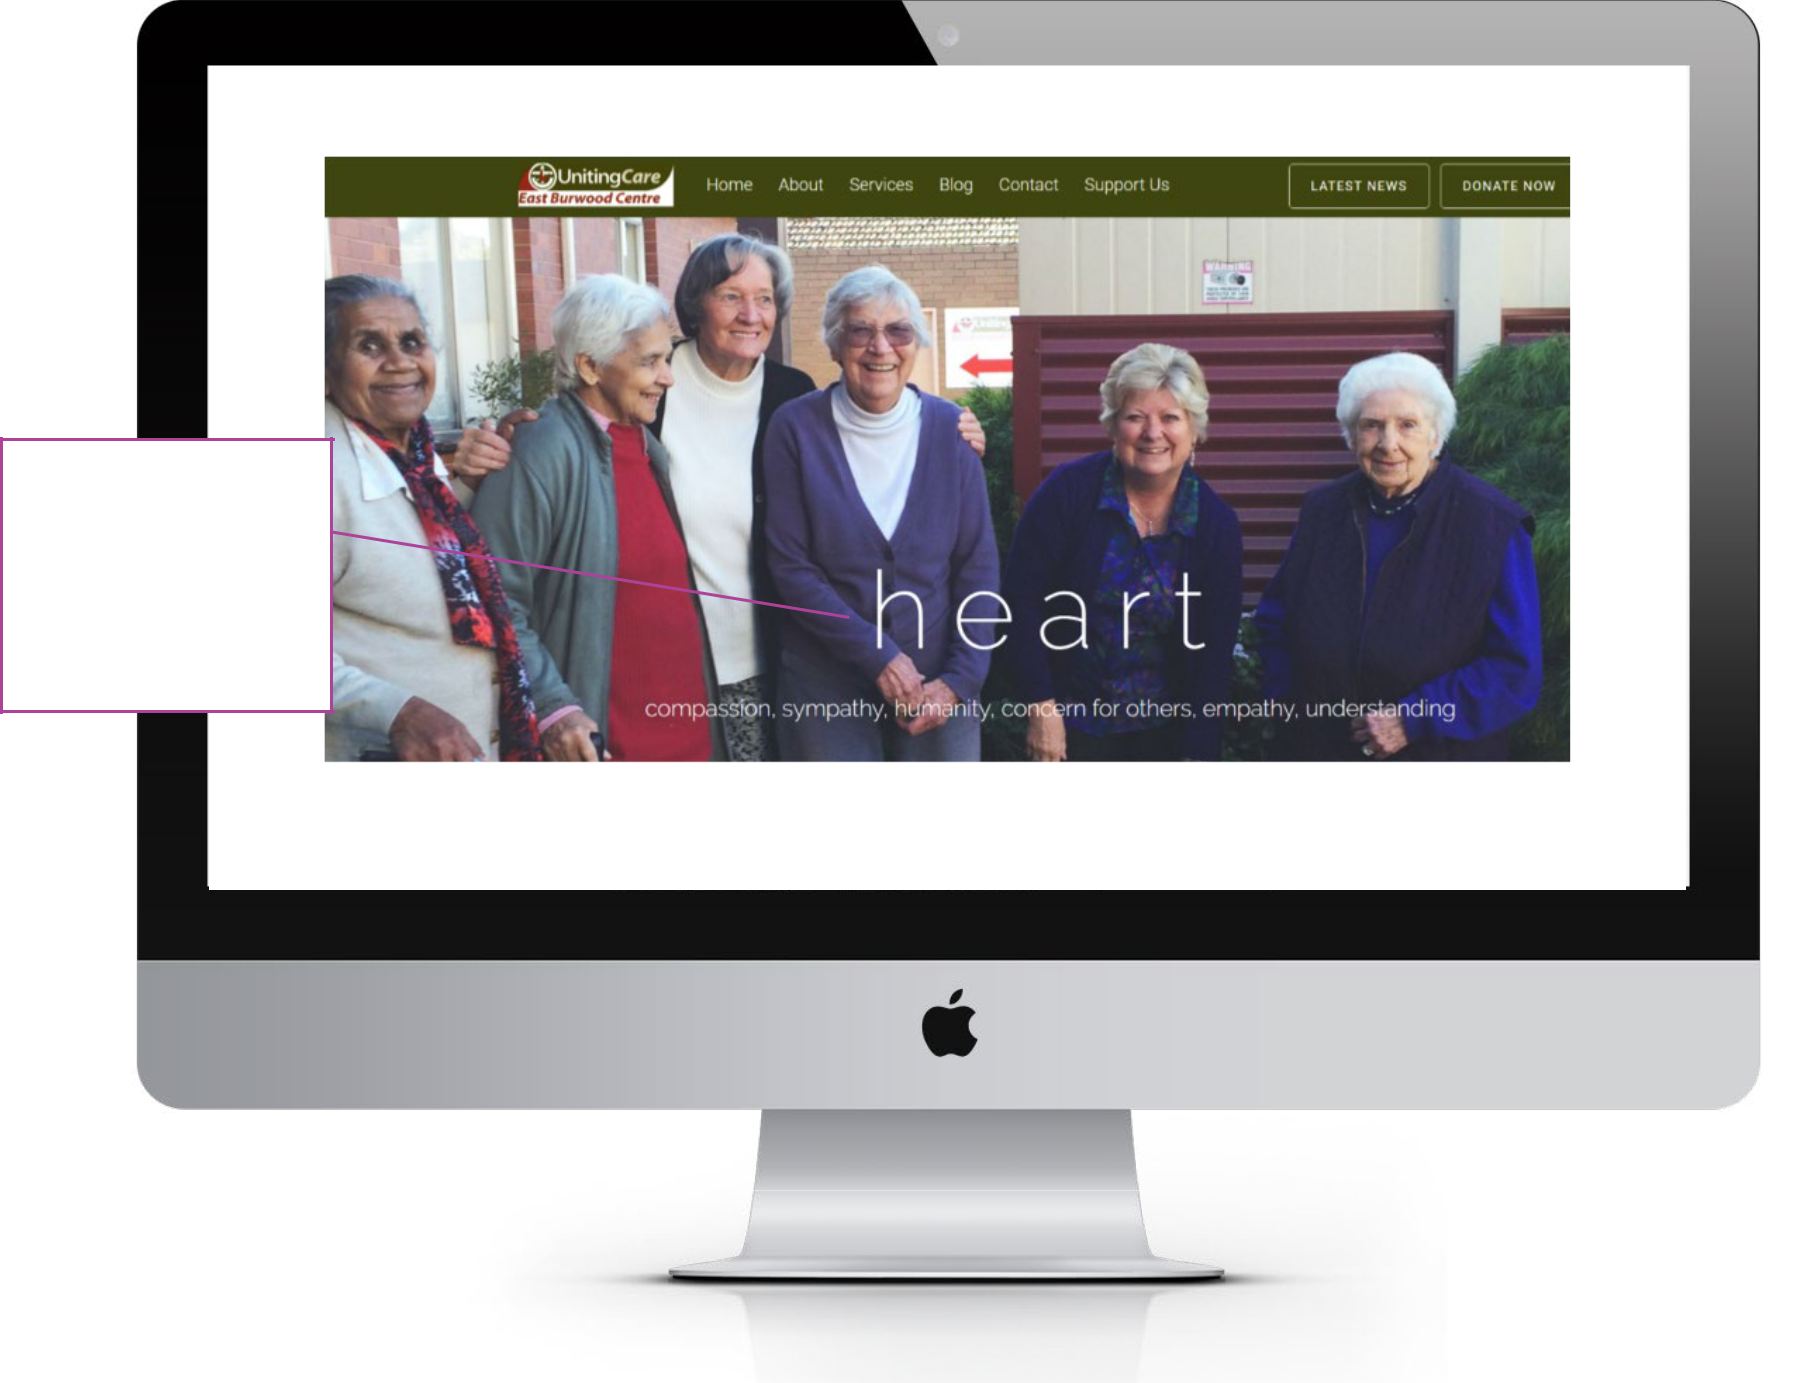 UnitingCare
East Burwood Centre
Home About Services Blog Contact Support Us LATEST NEWS DONATE NOW
WARNING
heart
compassion, sympathy, humanity, concern for others, empathy, understanding